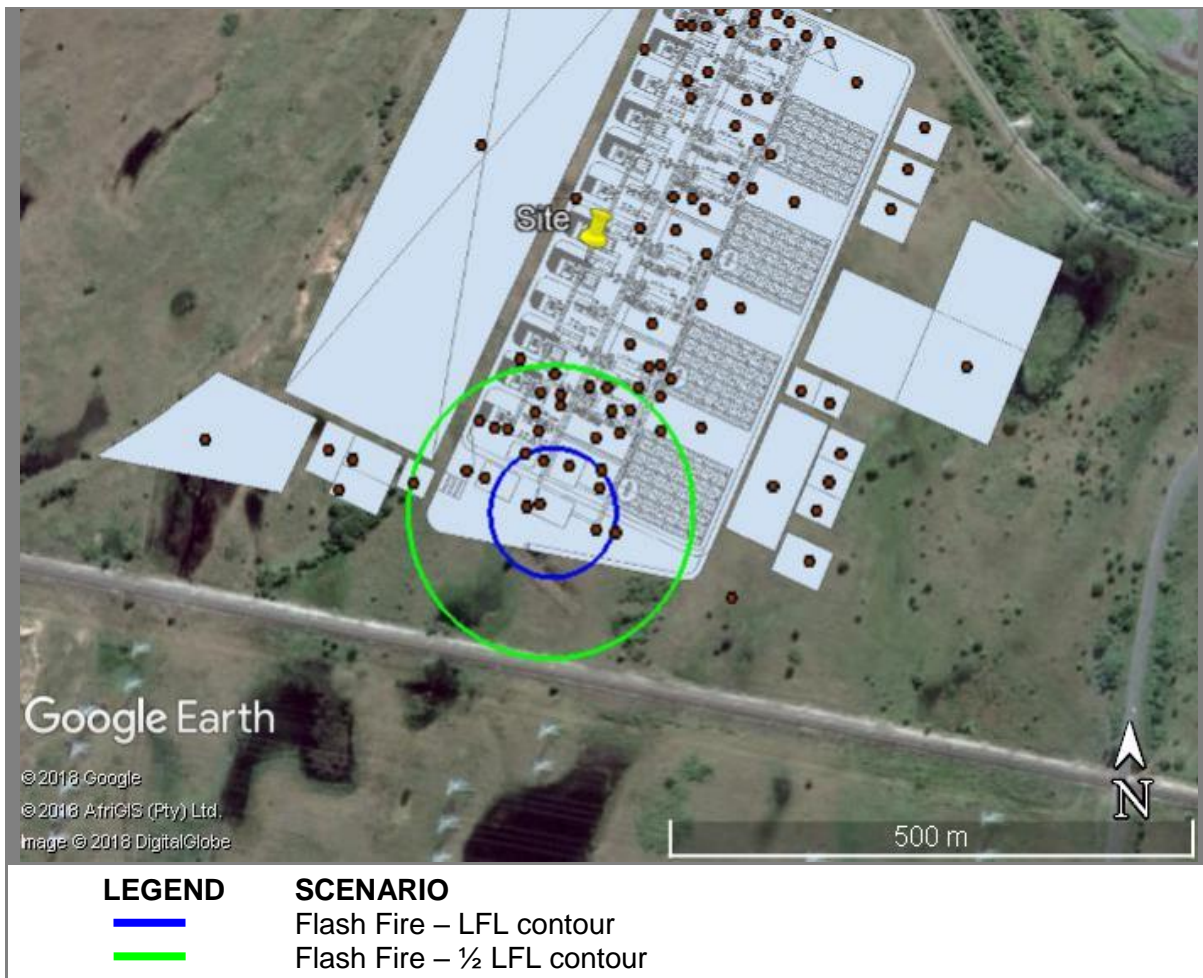 Site
Google Earth
© 2018 Google
© 2018 AfriGIS (Pty) Ltd.
Image © 2018 DigitalGlobe
N
500 m
LEGEND SCENARIO
Flash Fire – LFL contour
Flash Fire – ½ LFL contour